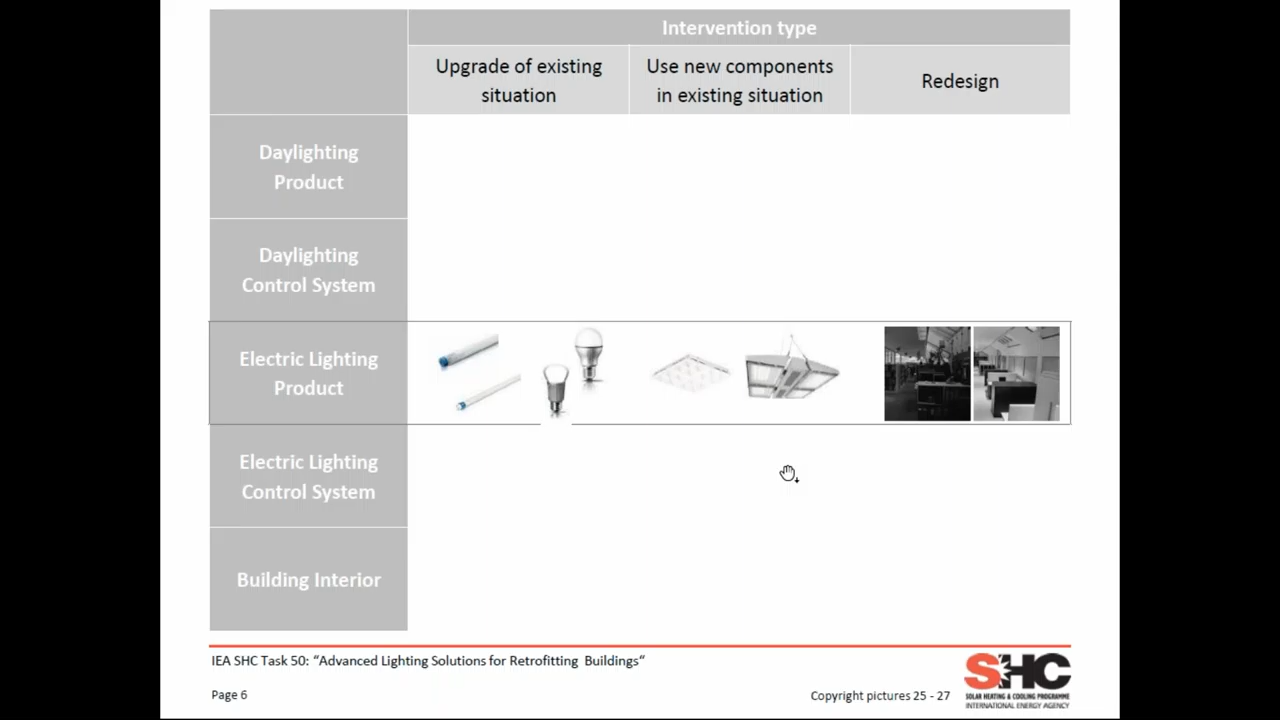 Intervention type
Upgrade of existing
situation
Use new components
in existing situation
Redesign
Daylighting
Product
Daylighting
Control System
Electric Lighting
Product
Electric Lighting
Control System
Building Interior
IEA SHC Task 50: “Advanced Lighting Solutions for Retrofitting Buildings“
Page 6
Copyright pictures 25 - 27
SHC
SOLAR HEATING & COOLING PROGRAMME
INTERNATIONAL ENERGY AGENCY